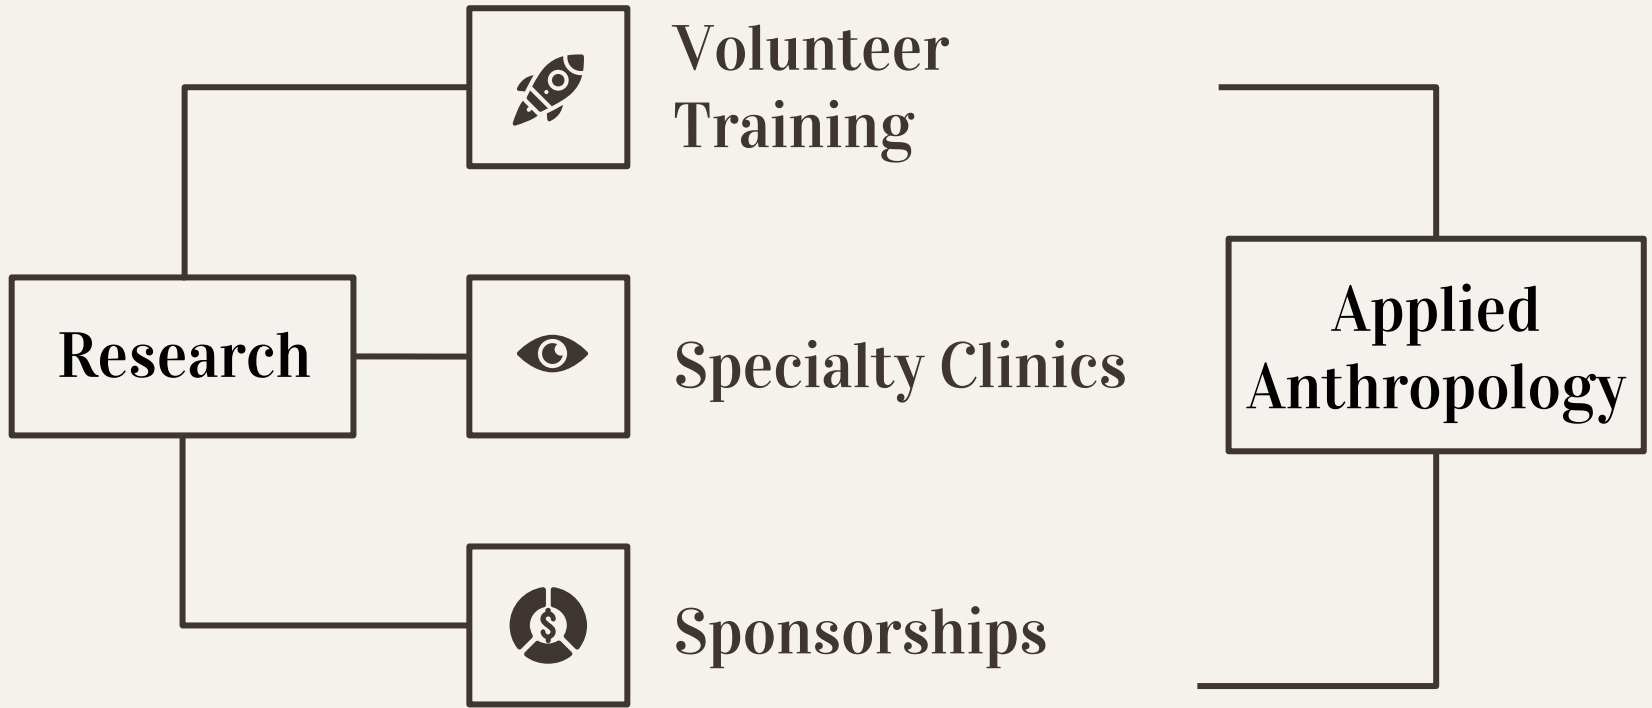 Volunteer
Training
Research
Specialty Clinics
Applied
Anthropology
Sponsorships
$